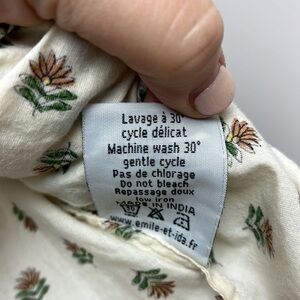 Lavage à 30°
cycle délicat
Machine wash 30°
gentle cycle
Pas de chlorage
Do not bleach
Repassage doux
low iron
MADE IN INDIA
www.emile-et-ida.fr